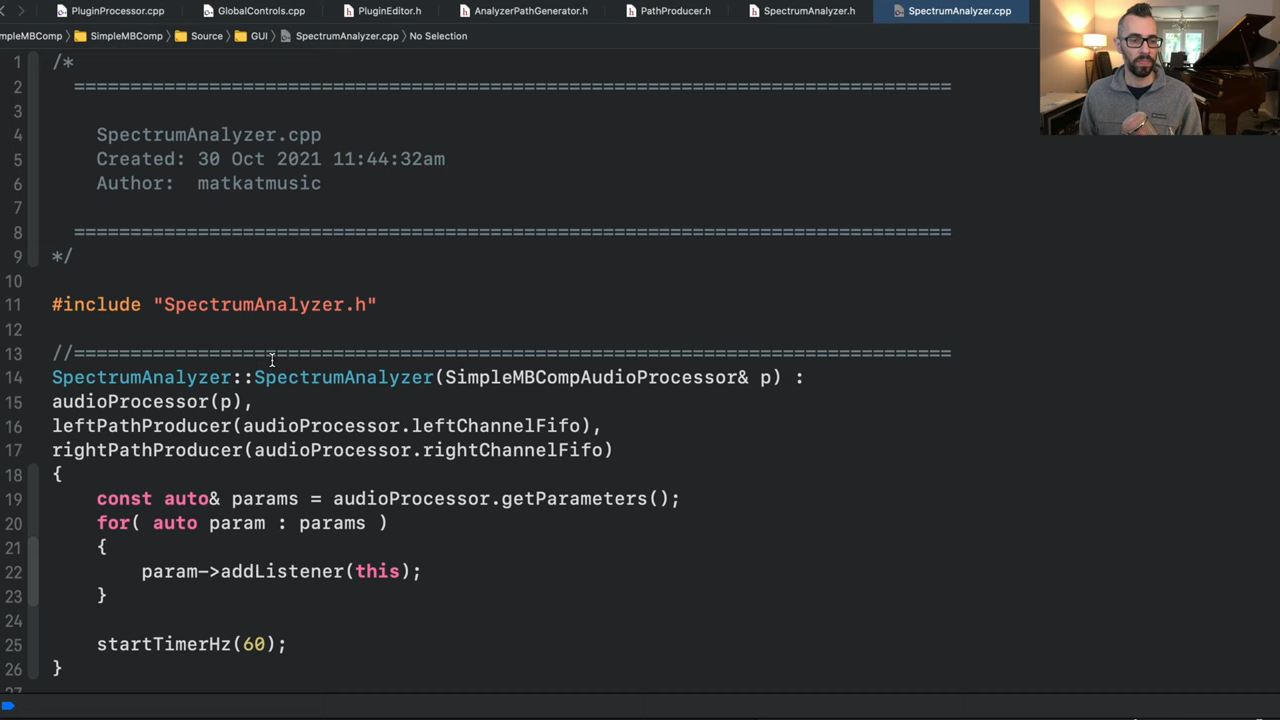 PluginProcessor.cpp GlobalControls.cpp PluginEditor.h AnalyzerPathGenerator.h PathProducer.h SpectrumAnalyzer.h SpectrumAnalyzer.cpp
mpleMBComp SimpleMBComp Source GUI SpectrumAnalyzer.cpp No Selection
1 /*
2 ==============================================================================
3
4 SpectrumAnalyzer.cpp
5 Created: 30 Oct 2021 11:44:32am
6 Author:  matkatmusic
7
8 ==============================================================================
9 */
10
11 #include "SpectrumAnalyzer.h"
12
13 //==============================================================================
14 SpectrumAnalyzer::SpectrumAnalyzer(SimpleMBCompAudioProcessor& p) :
15 audioProcessor(p),
16 leftPathProducer(audioProcessor.leftChannelFifo),
17 rightPathProducer(audioProcessor.rightChannelFifo)
18 {
19 const auto& params = audioProcessor.getParameters();
20 for( auto param : params )
21 {
22 param->addListener(this);
23 }
24
25 startTimerHz(60);
26 }
27